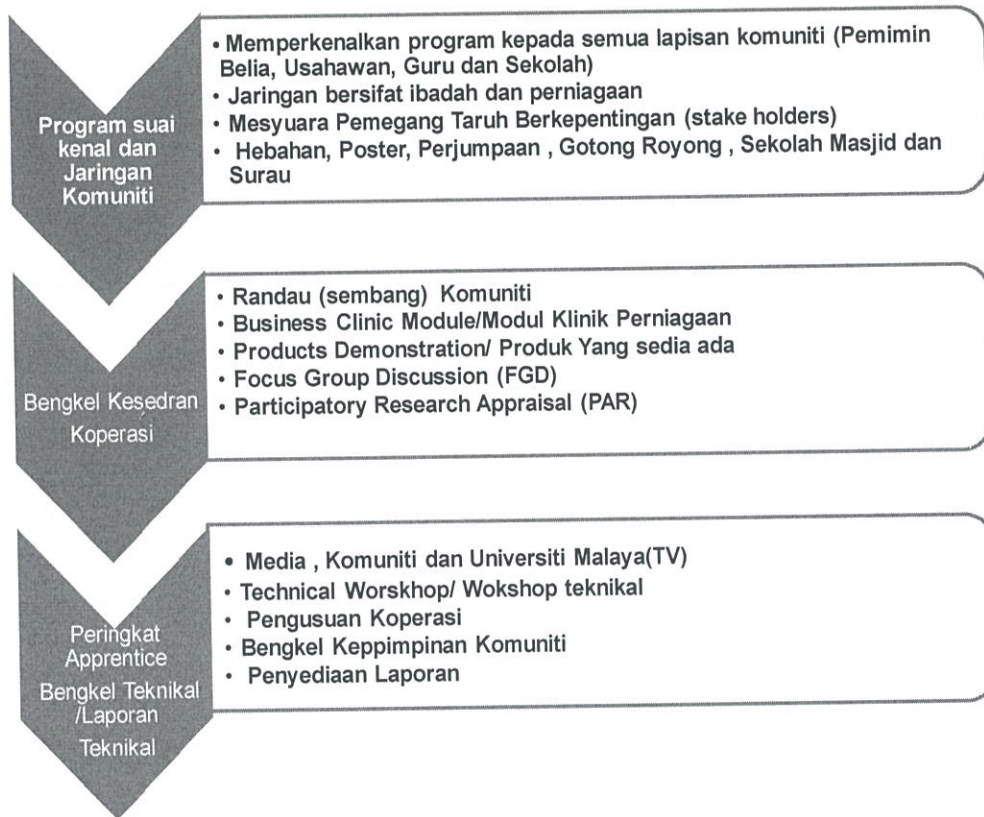 Program suai
kenal dan
Jaringan
Komuniti
• Memperkenalkan program kepada semua lapisan komuniti (Pemimin
Belia, Usahawan, Guru dan Sekolah)
• Jaringan bersifat ibadah dan perniagaan
• Mesyuara Pemegang Taruh Berkepentingan (stake holders)
• Hebahan, Poster, Perjumpaan , Gotong Royong , Sekolah Masjid dan
Surau
Bengkel Kesedran
Koperasi
• Randau (sembang) Komuniti
• Business Clinic Module/Modul Klinik Perniagaan
• Products Demonstration/ Produk Yang sedia ada
• Focus Group Discussion (FGD)
• Participatory Research Appraisal (PAR)
Peringkat
Apprentice
Bengkel Teknikal
/Laporan
Teknikal
• Media , Komuniti dan Universiti Malaya(TV)
• Technical Worskhop/ Wokshop teknikal
• Pengusuan Koperasi
• Bengkel Keppimpinan Komuniti
• Penyediaan Laporan